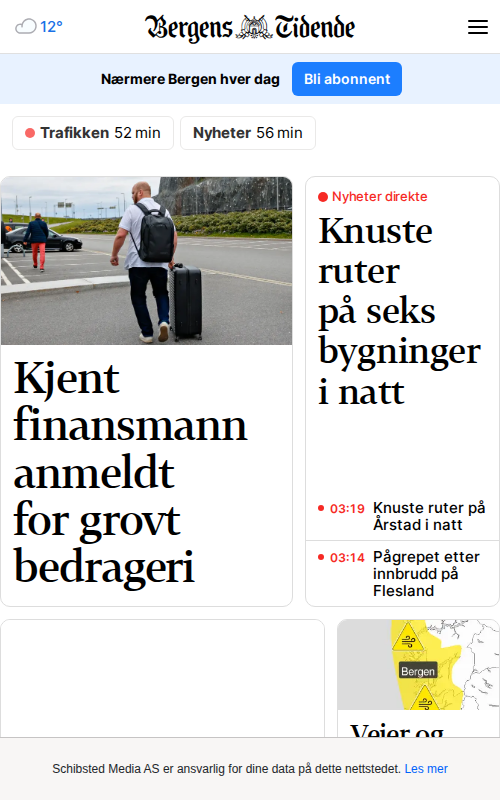 12°
Bergens Tidende
Nærmere Bergen hver dag
Bli abonnent
Trafikken 52 min
Nyheter 56 min
Kjent
finansmann
anmeldt
for grovt
bedrageri
Nyheter direkte
Knuste
ruter
på seks
bygninger
i natt
03:19 Knuste ruter på
Årstad i natt
03:14 Pågrepet etter
innbrudd på
Flesland
Bergen
Veier og
Schibsted Media AS er ansvarlig for dine data på dette nettstedet. Les mer